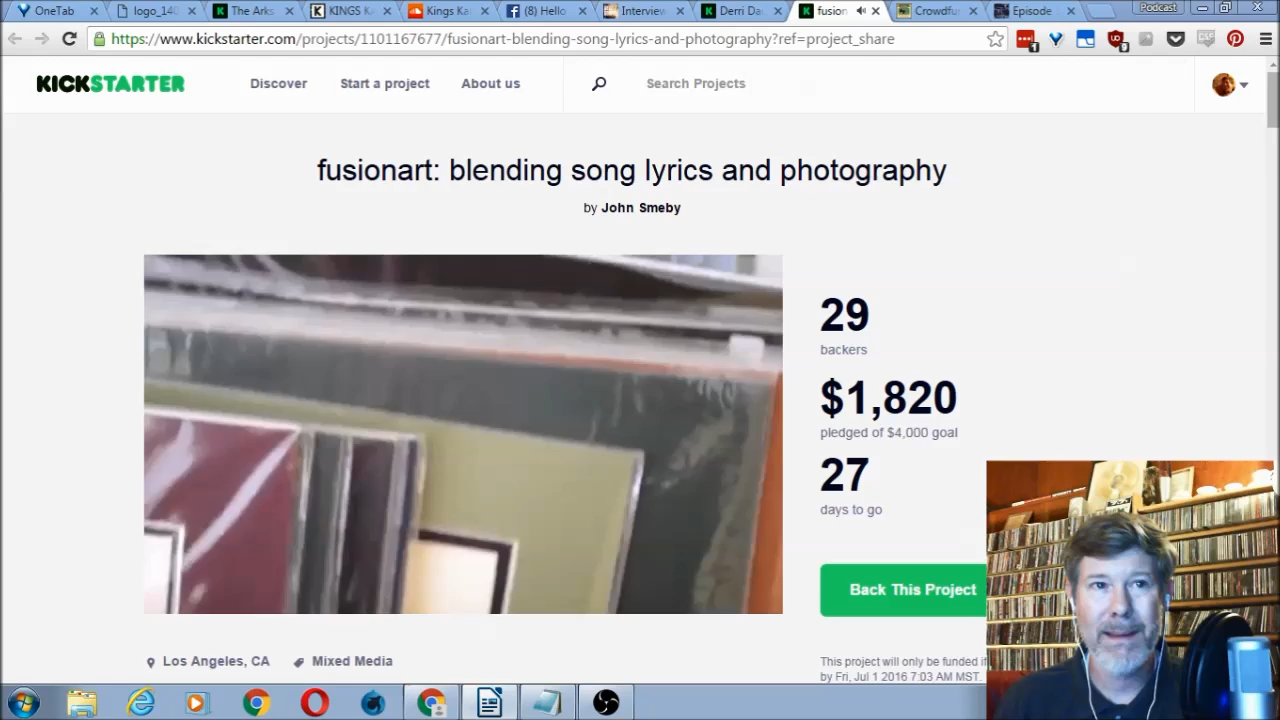 OneTab
logo_140
The Arks
KINGS K
Kings Ka
(8) Hello
Interview
Derri Da
fusion
Crowdfu
Episode
Podcast
https://www.kickstarter.com/projects/1101167677/fusionart-blending-song-lyrics-and-photography?ref=project_share
1
9
KICKSTARTER
Discover
Start a project
About us
Search Projects
fusionart: blending song lyrics and photography
by John Smeby
29
backers
$1,820
pledged of $4,000 goal
27
days to go
Back This Project
Los Angeles, CA
Mixed Media
This project will only be funded if
by Fri, Jul 1 2016 7:03 AM MST.